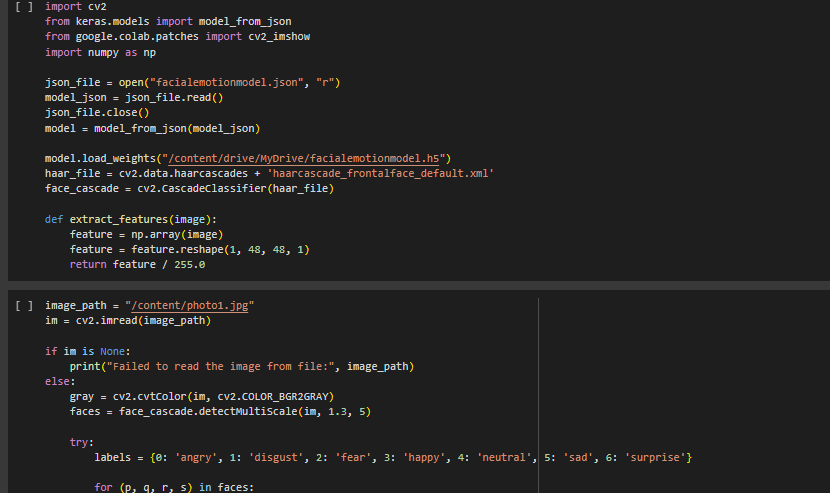 [ ] import cv2
from keras.models import model_from_json
from google.colab.patches import cv2_imshow
import numpy as np
json_file = open("facialemotionmodel.json", "r")
model_json = json_file.read()
json_file.close()
model = model_from_json(model_json)
model.load_weights("/content/drive/MyDrive/facialemotionmodel.h5")
haar_file = cv2.data.haarcascades + 'haarcascade_frontalface_default.xml'
face_cascade = cv2.CascadeClassifier(haar_file)
def extract_features(image):
    feature = np.array(image)
    feature = feature.reshape(1, 48, 48, 1)
    return feature / 255.0
[ ] image_path = "/content/photo1.jpg"
im = cv2.imread(image_path)
if im is None:
    print("Failed to read the image from file:", image_path)
else:
    gray = cv2.cvtColor(im, cv2.COLOR_BGR2GRAY)
    faces = face_cascade.detectMultiScale(im, 1.3, 5)
    try:
        labels = {0: 'angry', 1: 'disgust', 2: 'fear', 3: 'happy', 4: 'neutral', 5: 'sad', 6: 'surprise'}
        for (p, q, r, s) in faces: